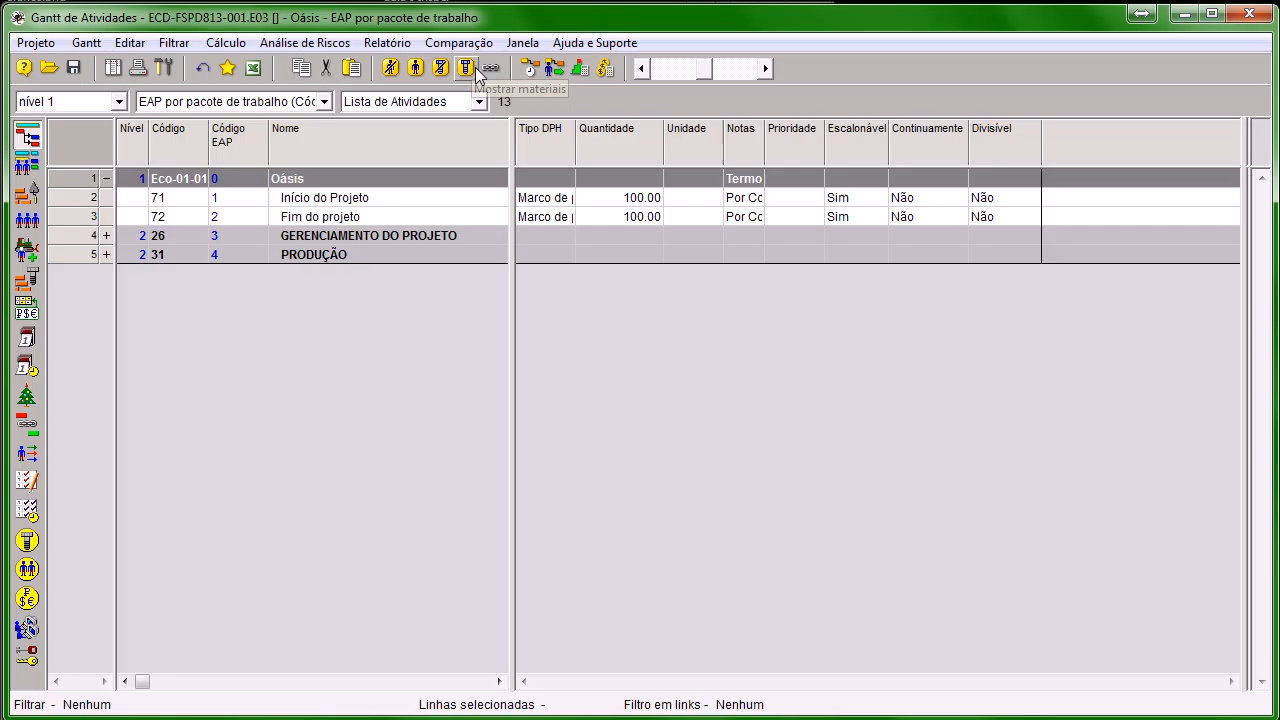 Gantt de Atividades - ECD-FSPD813-001.E03 [] - Oásis - EAP por pacote de trabalho
Projeto Gantt Editar Filtrar Cálculo Análise de Riscos Relatório Comparação Janela Ajuda e Suporte
Mostrar materiais
nível 1 EAP por pacote de trabalho (Cóc Lista de Atividades 13
Nível Código Código EAP Nome Tipo DPH Quantidade Unidade Notas Prioridade Escalonável Continuamente Divisível
1 − 1 Eco-01-01 0 Oásis Termo
2 71 1 Início do Projeto Marco de 100.00 Por Cc Sim Não Não
3 72 2 Fim do projeto Marco de 100.00 Por Cc Sim Não Não
4 + 2 26 3 GERENCIAMENTO DO PROJETO
5 + 2 31 4 PRODUÇÃO
Filtrar - Nenhum Linhas selecionadas - Filtro em links - Nenhum